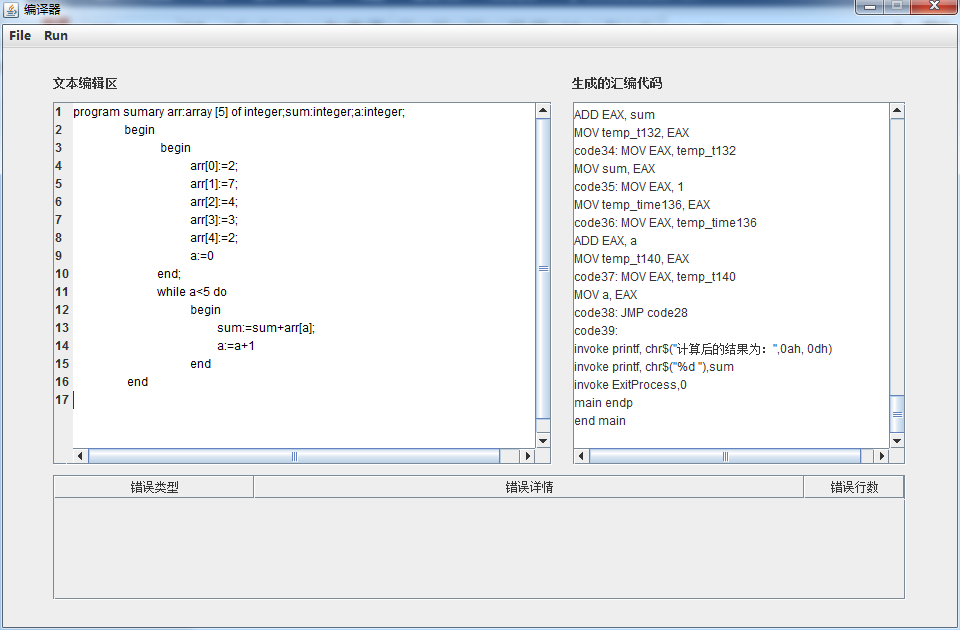 编译器
File Run
文本编辑区
1 program sumary arr:array [5] of integer;sum:integer;a:integer;
2 begin
3 begin
4 arr[0]:=2;
5 arr[1]:=7;
6 arr[2]:=4;
7 arr[3]:=3;
8 arr[4]:=2;
9 a:=0
10 end;
11 while a<5 do
12 begin
13 sum:=sum+arr[a];
14 a:=a+1
15 end
16 end
17
生成的汇编代码
ADD EAX, sum
MOV temp_t132, EAX
code34: MOV EAX, temp_t132
MOV sum, EAX
code35: MOV EAX, 1
MOV temp_time136, EAX
code36: MOV EAX, temp_time136
ADD EAX, a
MOV temp_t140, EAX
code37: MOV EAX, temp_t140
MOV a, EAX
code38: JMP code28
code39:
invoke printf, chr$("计算后的结果为：",0ah, 0dh)
invoke printf, chr$("%d "),sum
invoke ExitProcess,0
main endp
end main
错误类型 错误详情 错误行数